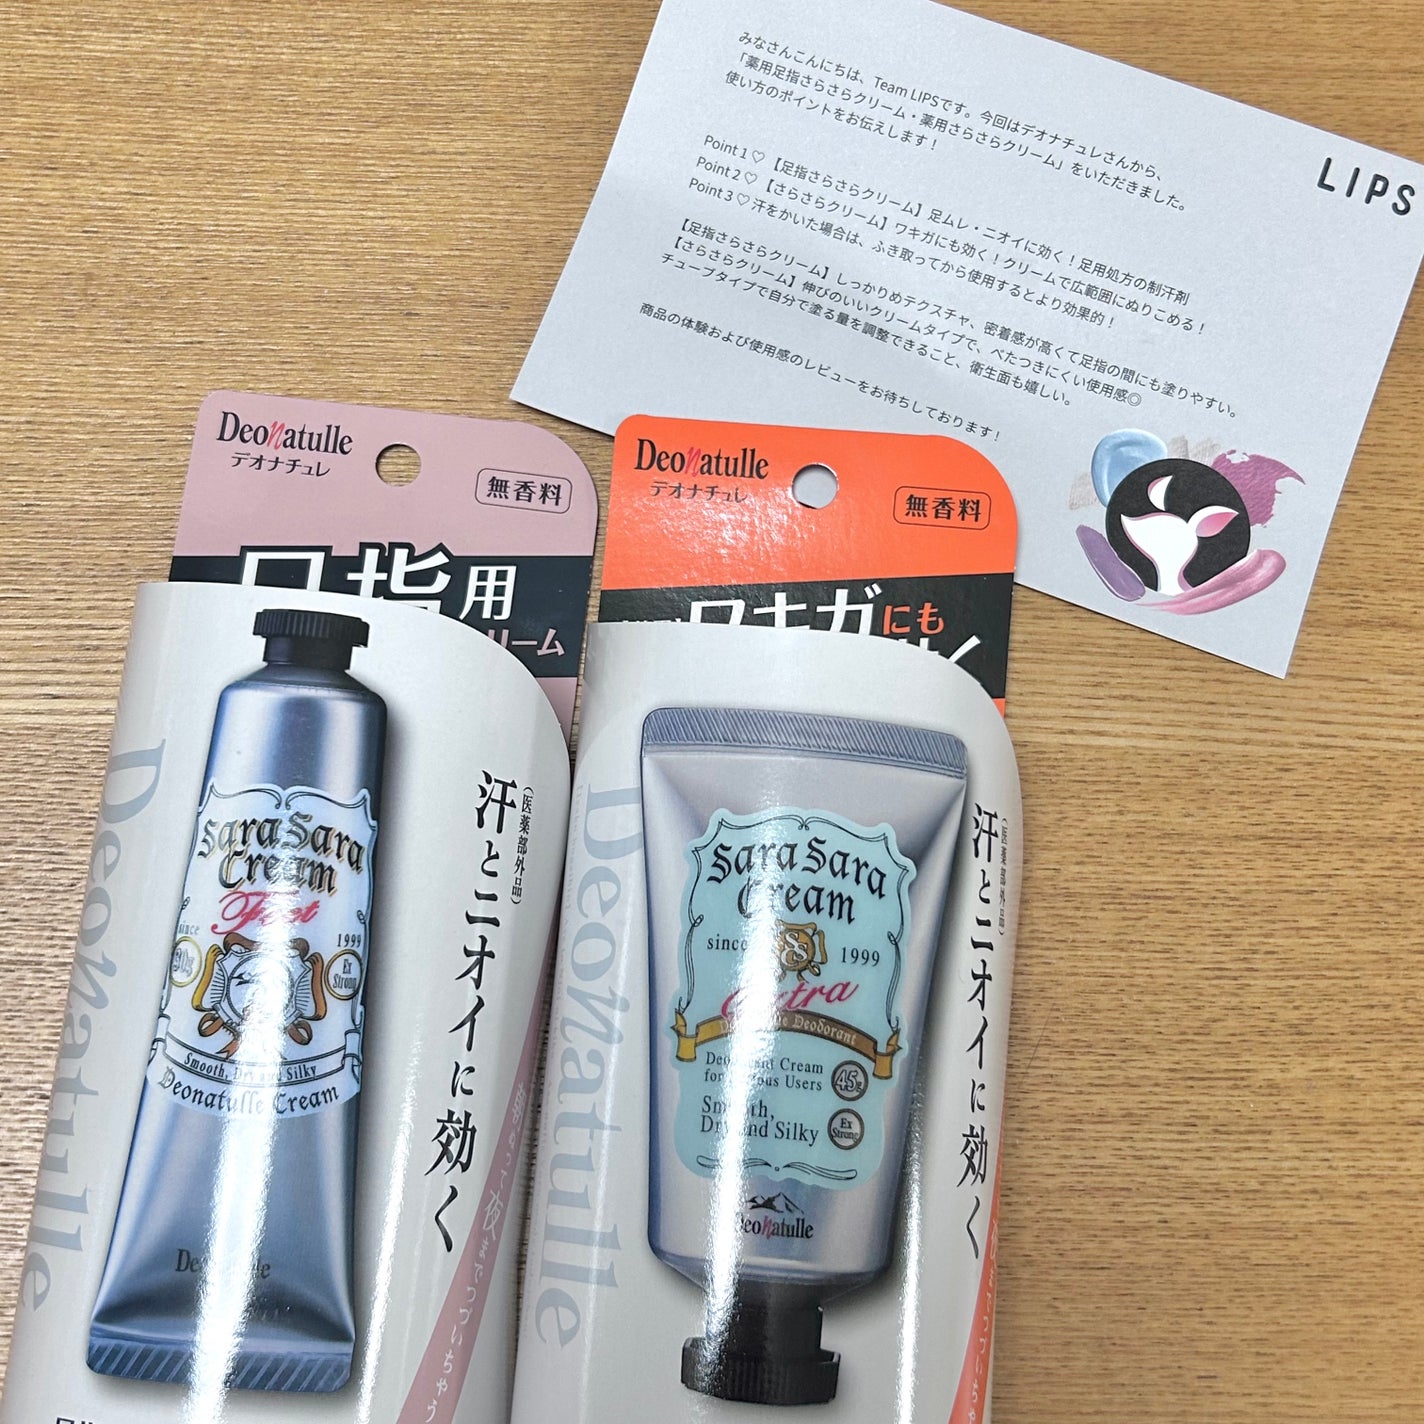 みなさんこんにちは、Team LIPSです。今回はデオナチュレさんから、
「薬用足指さらさらクリーム・薬用さらさらクリーム」をいただきました。
使い方のポイントをお伝えします！
Point 1♡【足指さらさらクリーム】足ムレ・ニオイに効く！足用処方の制汗剤
Point 2♡【さらさらクリーム】ワキガにも効く！クリームで広範囲にぬりこめる！
Point 3♡汗をかいた場合は、ふき取ってから使用するとより効果的！
【足指さらさらクリーム】しっかりめテクスチャ、密着感が高くて足指の間にも塗りやすい。
【さらさらクリーム】伸びのいいクリームタイプで、べたつきにくい使用感◎
チューブタイプで自分で塗る量を調整できること、衛生面も嬉しい。
商品の体験および使用感のレビューをお待ちしております！
LIPS
Deonatulle
デオナチュレ
無香料
足指用
クリーム
Sara Sara
Cream
Feet
since 1999
30g
Ex
Strong
Smooth, Dry and Silky
Deonatulle Cream
Deonatulle
汗とニオイに効く
(医薬部外品)
Deonatulle
Deonatulle
デオナチュレ
無香料
ワキガにも
効く
Sara Sara
Cream
since 1999
Extra
Deodorant
Deodorant Cream
for Serious Users
45g
Smooth,
Dry and Silky
Ex
Strong
Deonatulle
汗とニオイに効く
(医薬部外品)
Deonatulle